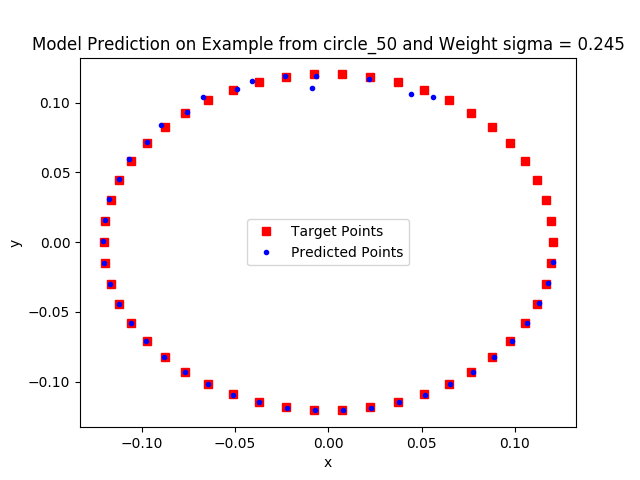 Model Prediction on Example from circle_50 and Weight sigma = 0.245
0.10
0.05
0.00
−0.05
−0.10
y
Target Points
Predicted Points
−0.10 −0.05 0.00 0.05 0.10
x